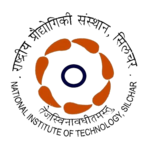 राष्ट्रीय प्रौद्योगिकी संस्थान, सिलचर
तेजस्विनावधीतमस्तु
NATIONAL INSTITUTE OF TECHNOLOGY, SILCHAR